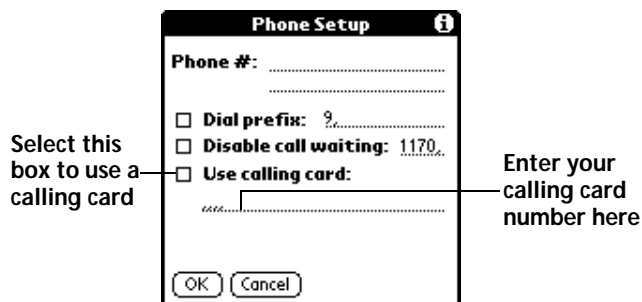 Phone Setup
Phone #:
Dial prefix: 9,
Disable call waiting: 1170,
Use calling card:
,,,,
OK Cancel
Select this
box to use a
calling card
Enter your
calling card
number here